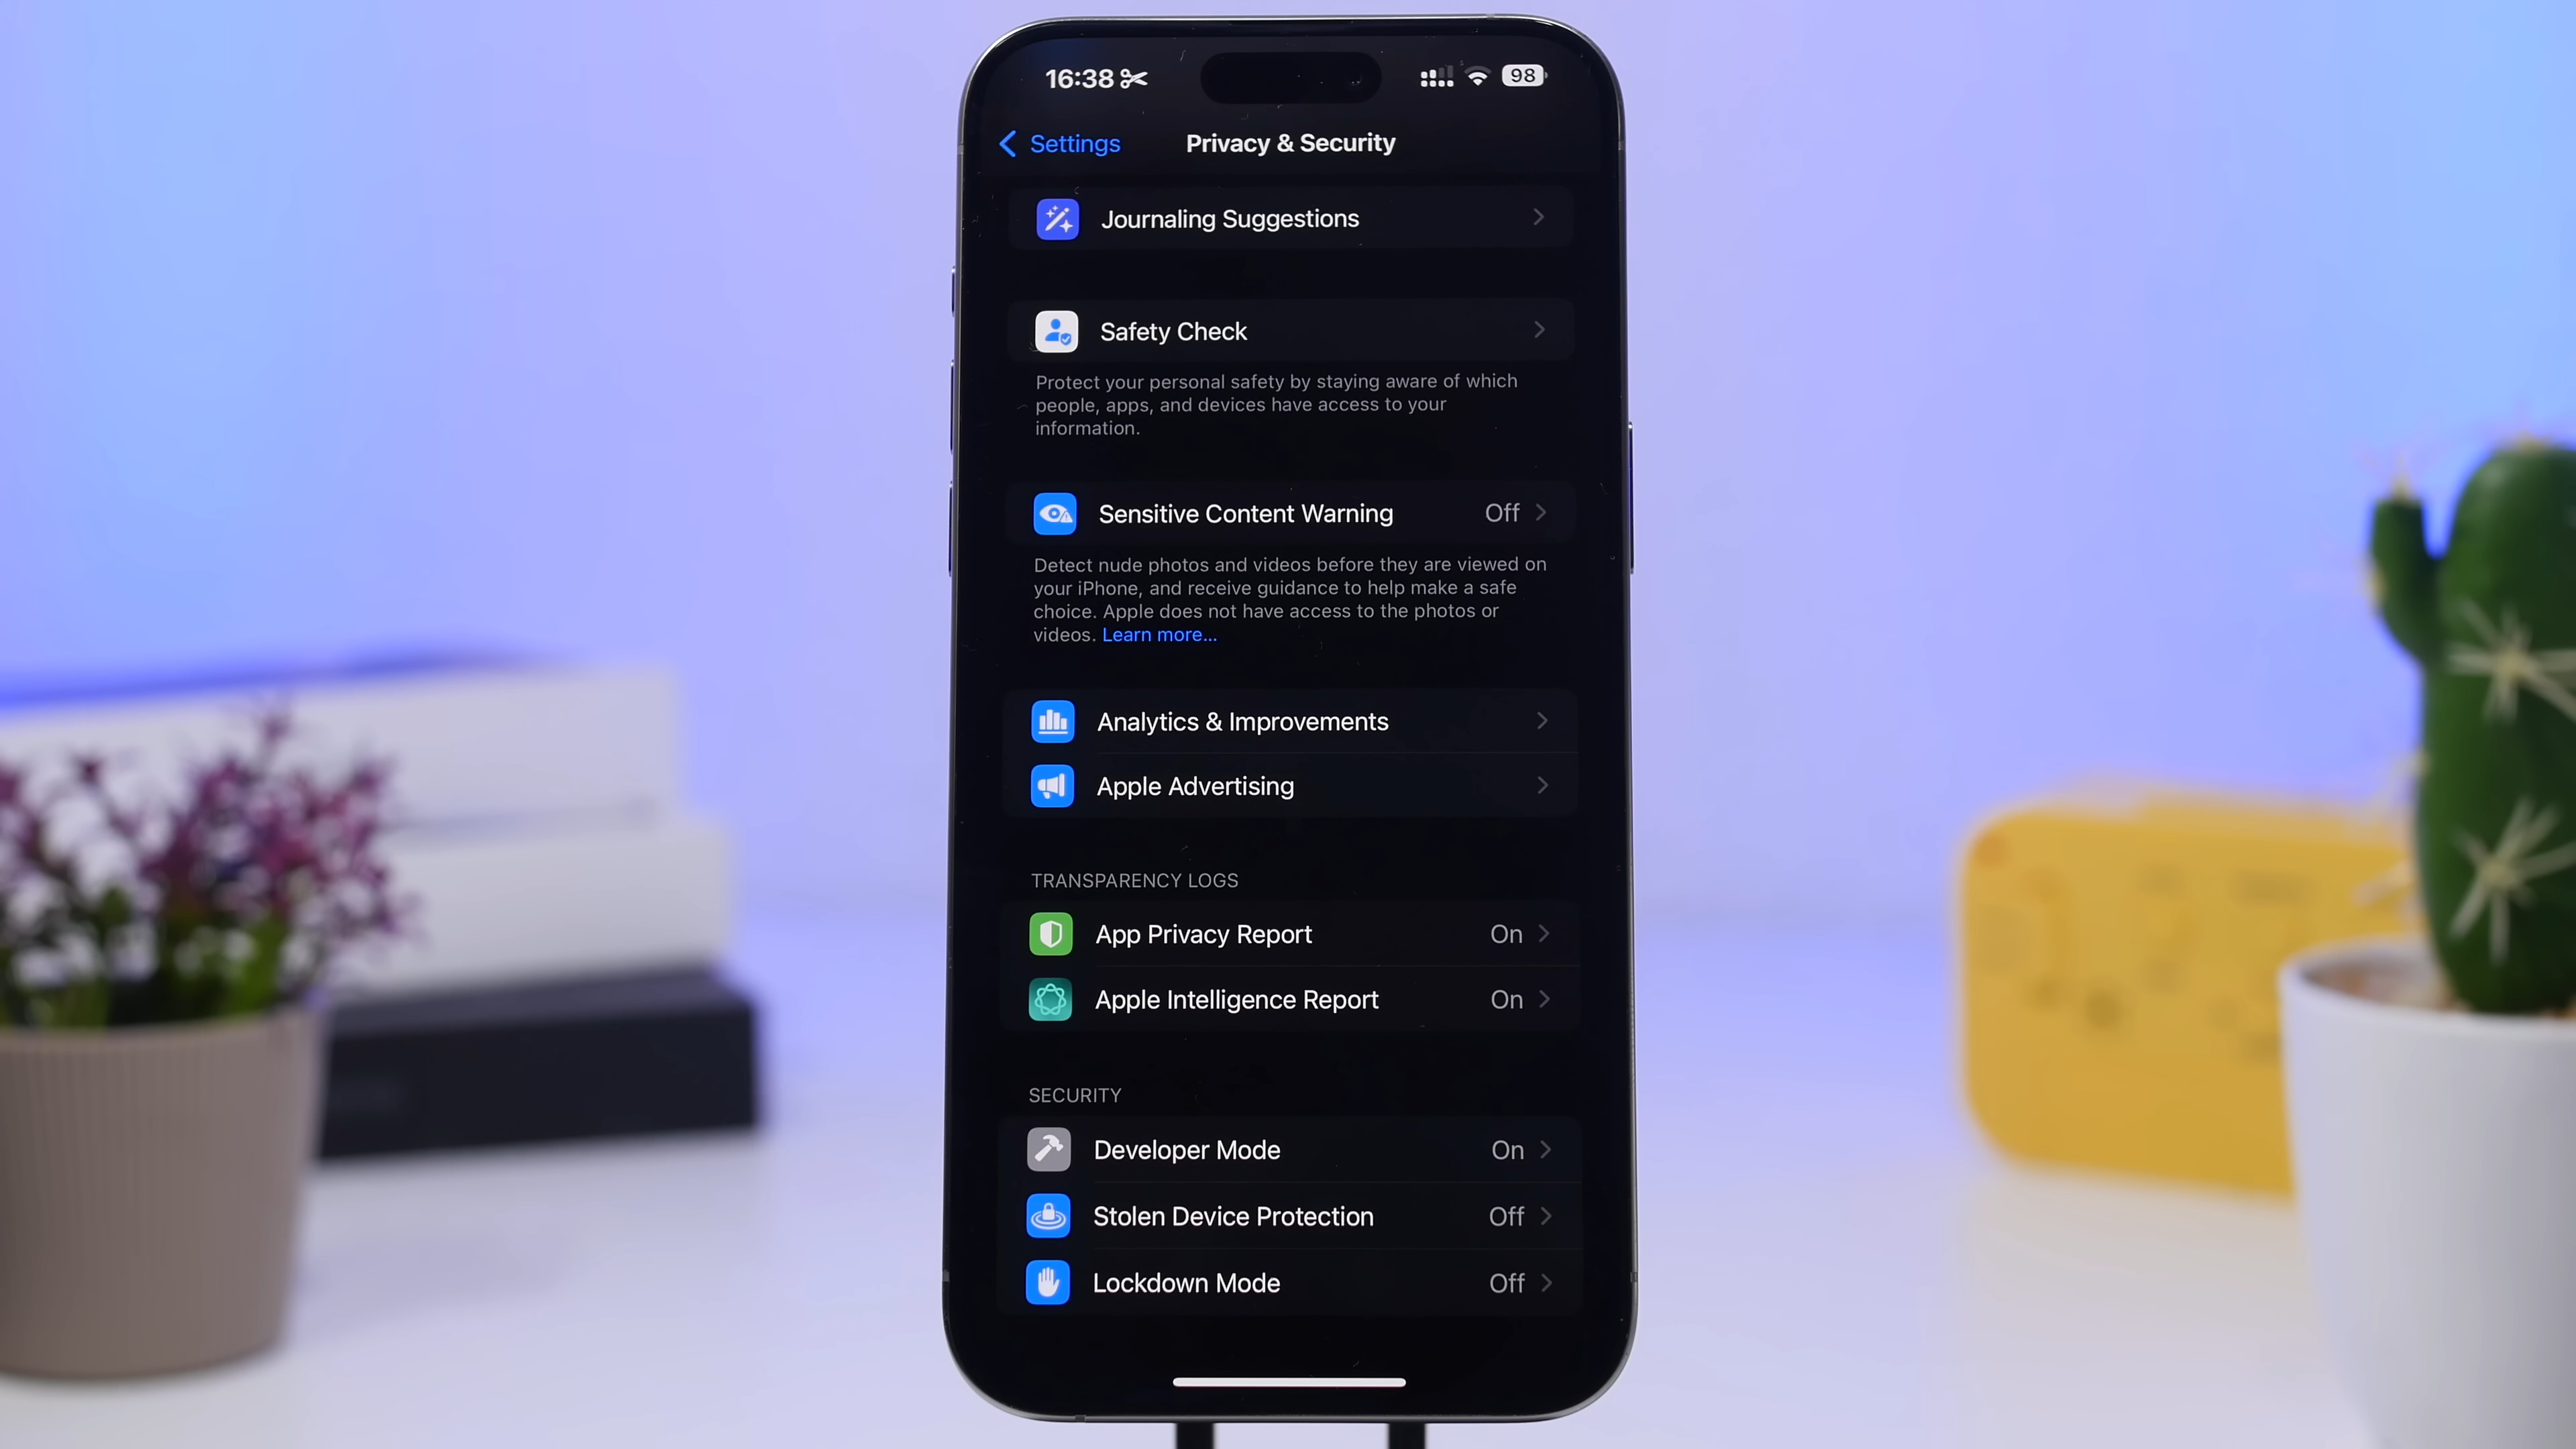 16:38
98
Settings
Privacy & Security
Journaling Suggestions
Safety Check
Protect your personal safety by staying aware of which
people, apps, and devices have access to your
information.
Sensitive Content Warning Off
Detect nude photos and videos before they are viewed on
your iPhone, and receive guidance to help make a safe
choice. Apple does not have access to the photos or
videos. Learn more...
Analytics & Improvements
Apple Advertising
TRANSPARENCY LOGS
App Privacy Report On
Apple Intelligence Report On
SECURITY
Developer Mode On
Stolen Device Protection Off
Lockdown Mode Off